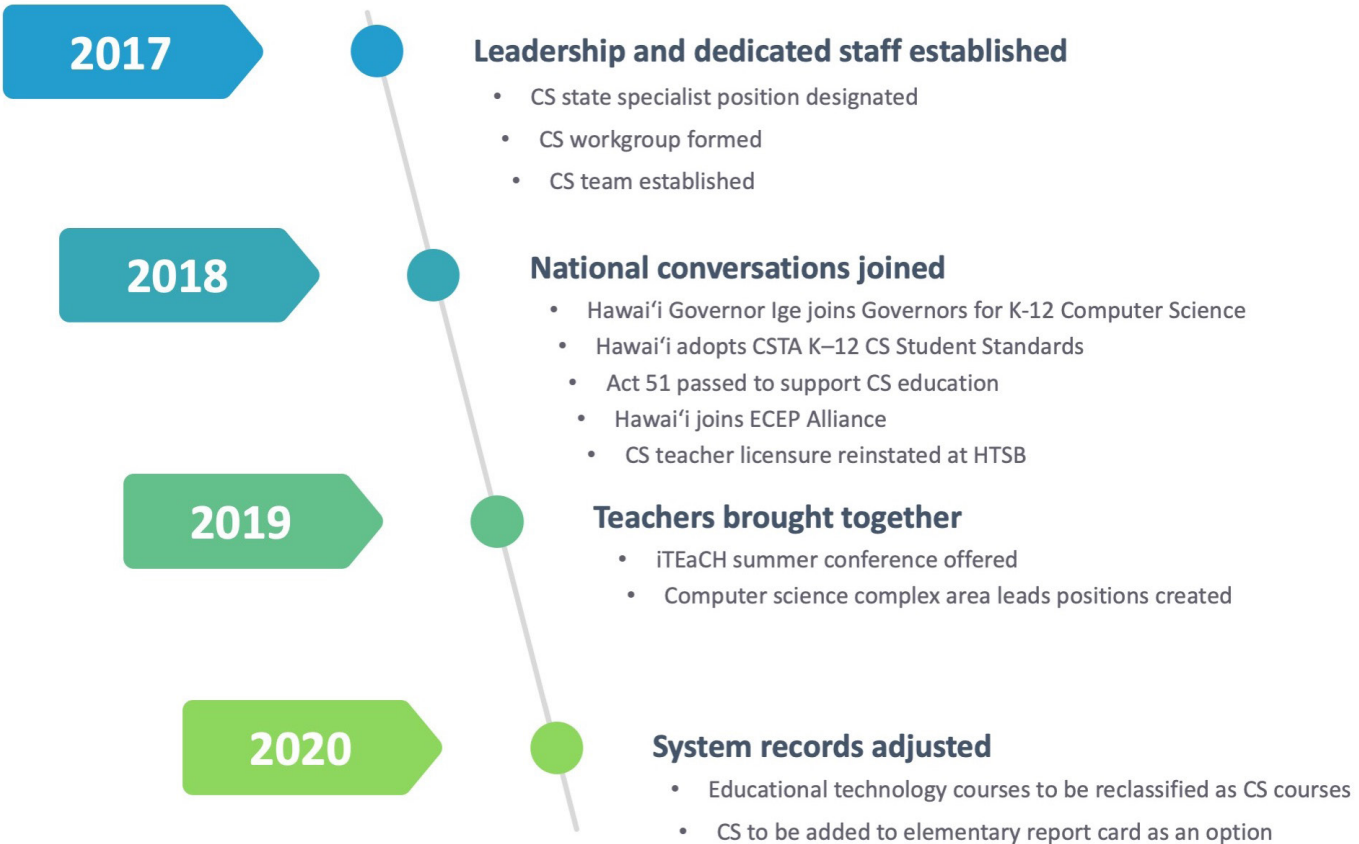 2017
Leadership and dedicated staff established
• CS state specialist position designated
• CS workgroup formed
• CS team established
2018
National conversations joined
• Hawaiʻi Governor Ige joins Governors for K-12 Computer Science
• Hawaiʻi adopts CSTA K–12 CS Student Standards
• Act 51 passed to support CS education
• Hawaiʻi joins ECEP Alliance
• CS teacher licensure reinstated at HTSB
2019
Teachers brought together
• iTEaCH summer conference offered
• Computer science complex area leads positions created
2020
System records adjusted
• Educational technology courses to be reclassified as CS courses
• CS to be added to elementary report card as an option